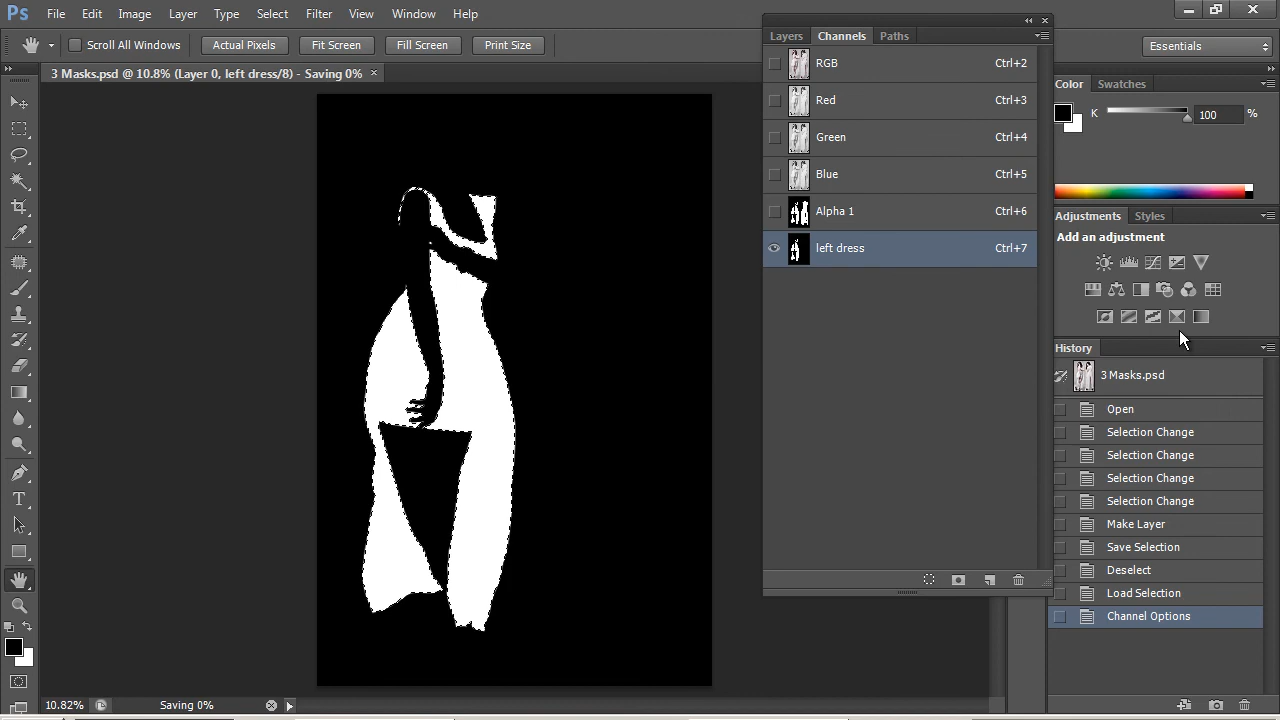 Ps File Edit Image Layer Type Select Filter View Window Help
Scroll All Windows Actual Pixels Fit Screen Fill Screen Print Size Essentials
3 Masks.psd @ 10.8% (Layer 0, left dress/8) - Saving 0% ×
Layers Channels Paths
RGB Ctrl+2
Red Ctrl+3
Green Ctrl+4
Blue Ctrl+5
Alpha 1 Ctrl+6
left dress Ctrl+7
Color Swatches
K 100 %
Adjustments Styles
Add an adjustment
History
3 Masks.psd
Open
Selection Change
Selection Change
Selection Change
Selection Change
Make Layer
Save Selection
Deselect
Load Selection
Channel Options
10.82% Saving 0%